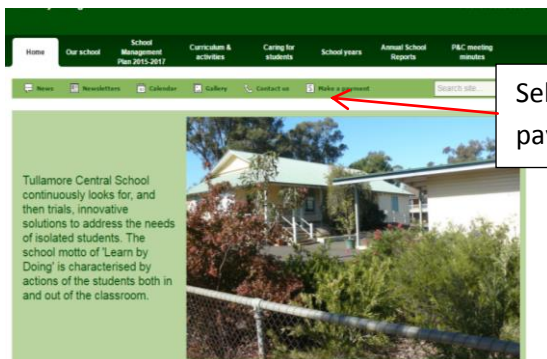 Home
Our school
School
Management
Plan 2015-2017
Curriculum &
activities
Caring for
students
School years
Annual School
Reports
P&C meeting
minutes
News
Newsletters
Calendar
Gallery
Contact us
Make a payment
Search site...
Tullamore Central School
continuously looks for, and
then trials, innovative
solutions to address the needs
of isolated students. The
school motto of 'Learn by
Doing' is characterised by
actions of the students both in
and out of the classroom.